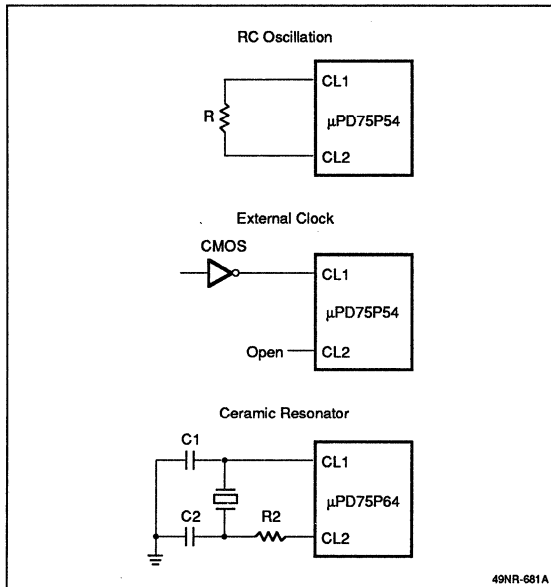 RC Oscillation
CL1
R
µPD75P54
CL2
External Clock
CMOS
CL1
µPD75P54
Open
CL2
Ceramic Resonator
C1
CL1
µPD75P64
C2
R2
CL2
49NR-681A